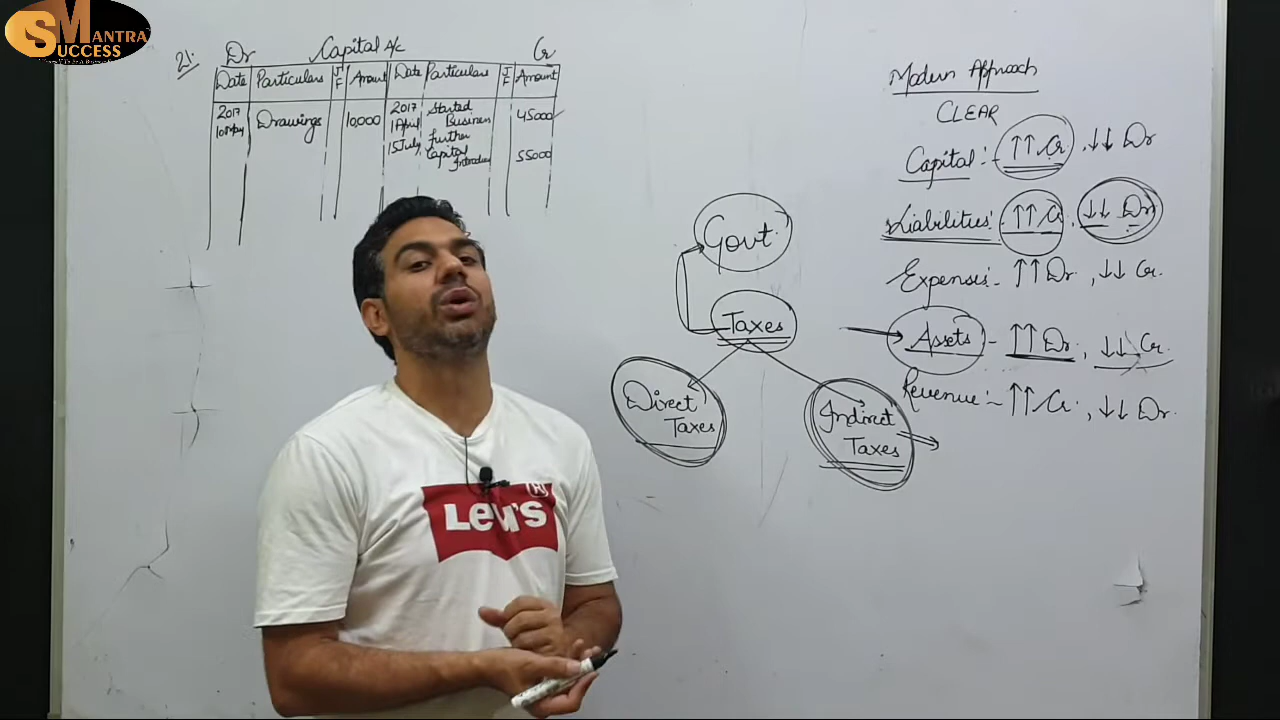 SUCCESS MANTRA
21.
Dr Capital A/c Cr
Date Particulars J F Amount Date Particulars J F Amount
2017 10 May Drawings 10,000 2017 1 April Started Business 45000
15 July Further Capital Introduced 55000
Modern Approach
CLEAR
Capital :- ↑↑ Cr, ↓↓ Dr
Liabilities :- ↑↑ Cr, ↓↓ Dr
Expenses :- ↑↑ Dr, ↓↓ Cr.
Assets - ↑↑ Dr, ↓↓ Cr.
Revenue :- ↑↑ Cr, ↓↓ Dr.
Govt.
Taxes
Direct
Taxes
Indirect
Taxes
LEVI'S
R